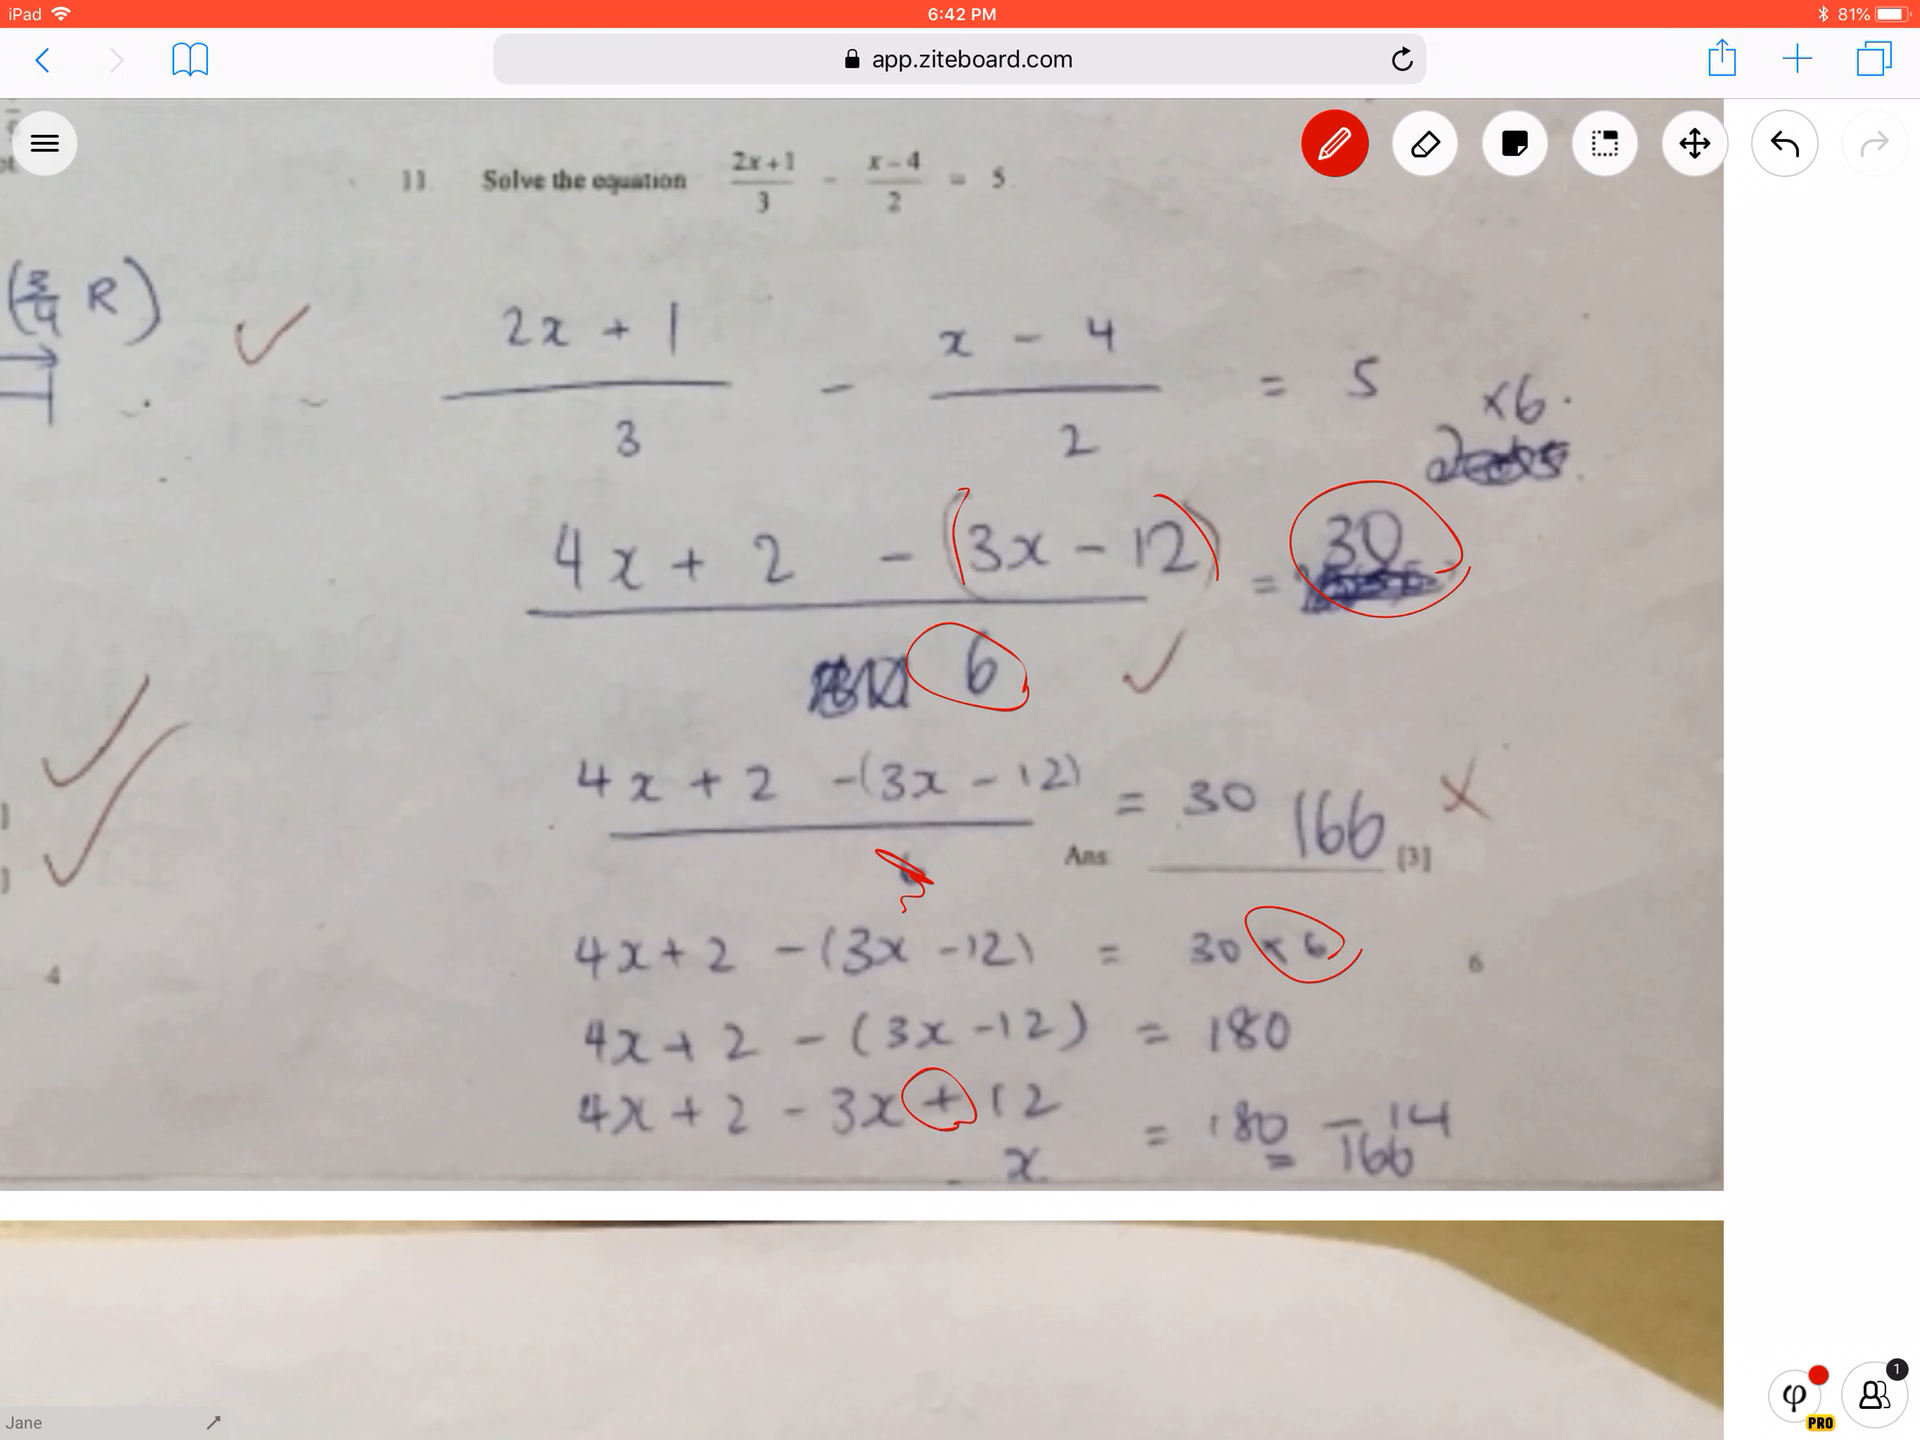 iPad 6:42 PM 81%
app.ziteboard.com
11 Solve the equation (2x+1)/3 - (x-4)/2 = 5
(3/4 R)
2x + 1 / 3 - x - 4 / 2 = 5 ×6
4x + 2 - (3x - 12) / 6 = 30
4x + 2 -(3x - 12) / 6 = 30
166
Ans [3]
4x + 2 - (3x - 12) = 30 × 6
4 6
4x + 2 - (3x - 12) = 180
4x + 2 - 3x + 12 = 180 - 14
x = 166
Jane
φ PRO
1